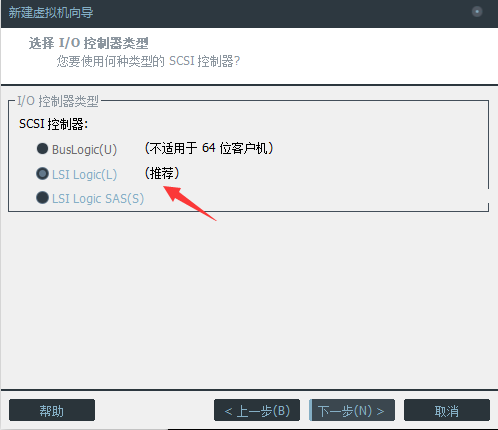 新建虚拟机向导
选择 I/O 控制器类型
您要使用何种类型的 SCSI 控制器?
I/O 控制器类型
SCSI 控制器:
BusLogic(U) (不适用于 64 位客户机)
LSI Logic(L) (推荐)
LSI Logic SAS(S)
帮助 < 上一步(B) 下一步(N) > 取消